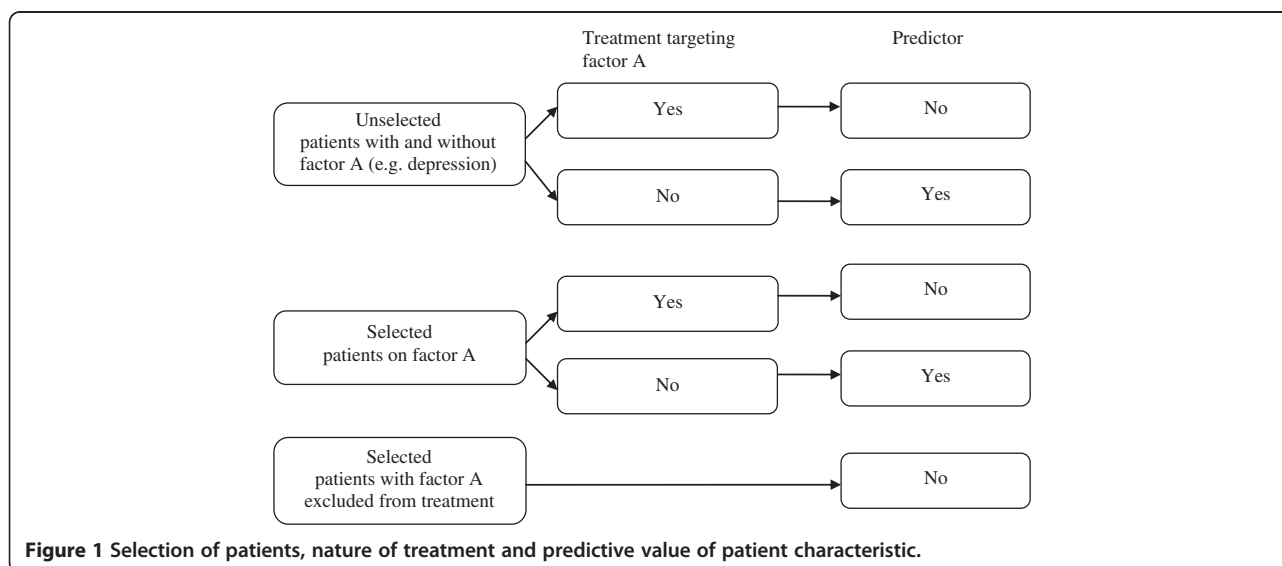 Treatment targeting
factor A
Predictor
Unselected
patients with and without
factor A (e.g. depression)
Yes
No
No
Yes
Selected
patients on factor A
Yes
No
No
Yes
Selected
patients with factor A
excluded from treatment
No
Figure 1 Selection of patients, nature of treatment and predictive value of patient characteristic.